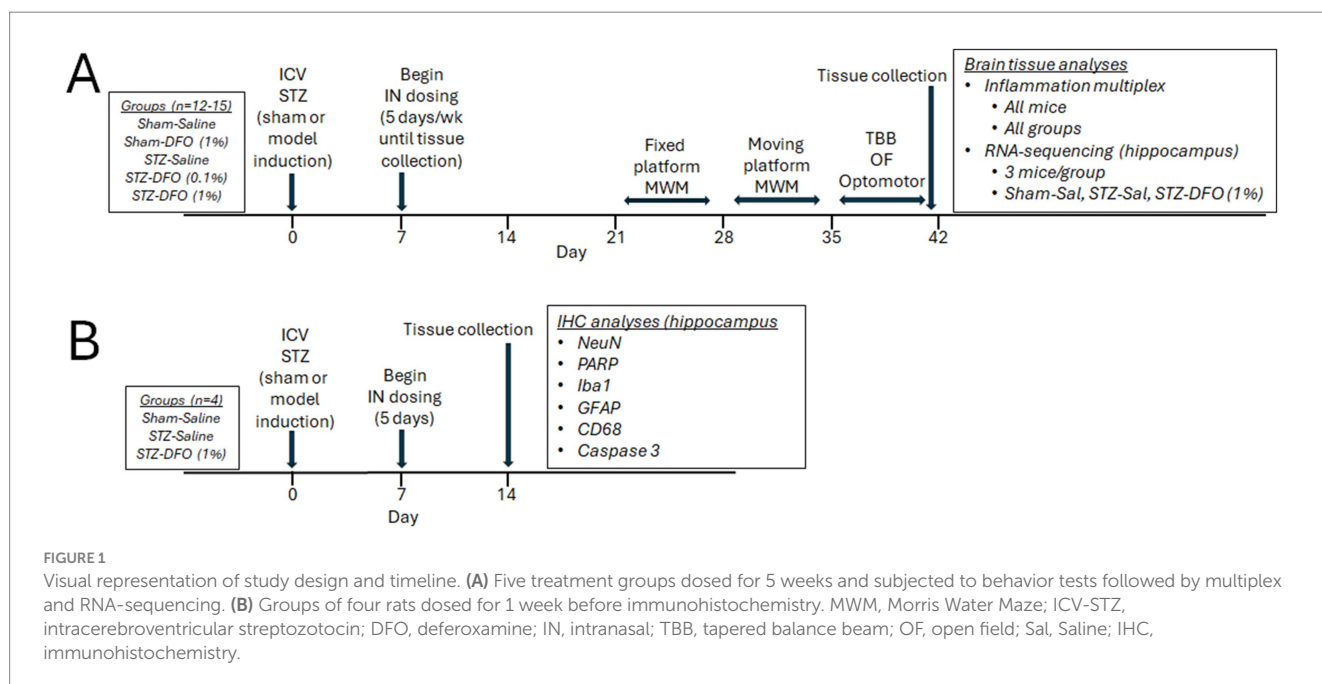 A
Groups (n=12-15)
Sham-Saline
Sham-DFO (1%)
STZ-Saline
STZ-DFO (0.1%)
STZ-DFO (1%)
ICV
STZ
(sham or
model
induction)
Begin
IN dosing
(5 days/wk
until tissue
collection)
Fixed
platform
MWM
Moving
platform
MWM
TBB
OF
Optomotor
Tissue collection
Brain tissue analyses
• Inflammation multiplex
• All mice
• All groups
• RNA-sequencing (hippocampus)
• 3 mice/group
• Sham-Sal, STZ-Sal, STZ-DFO (1%)
0 7 14 21 28 35 42
Day
B
Groups (n=4)
Sham-Saline
STZ-Saline
STZ-DFO (1%)
ICV
STZ
(sham or
model
induction)
Begin
IN dosing
(5 days)
Tissue collection
IHC analyses (hippocampus
• NeuN
• PARP
• Iba1
• GFAP
• CD68
• Caspase 3
0 7 14
Day
FIGURE 1
Visual representation of study design and timeline. (A) Five treatment groups dosed for 5 weeks and subjected to behavior tests followed by multiplex
and RNA-sequencing. (B) Groups of four rats dosed for 1 week before immunohistochemistry. MWM, Morris Water Maze; ICV-STZ,
intracerebroventricular streptozotocin; DFO, deferoxamine; IN, intranasal; TBB, tapered balance beam; OF, open field; Sal, Saline; IHC,
immunohistochemistry.